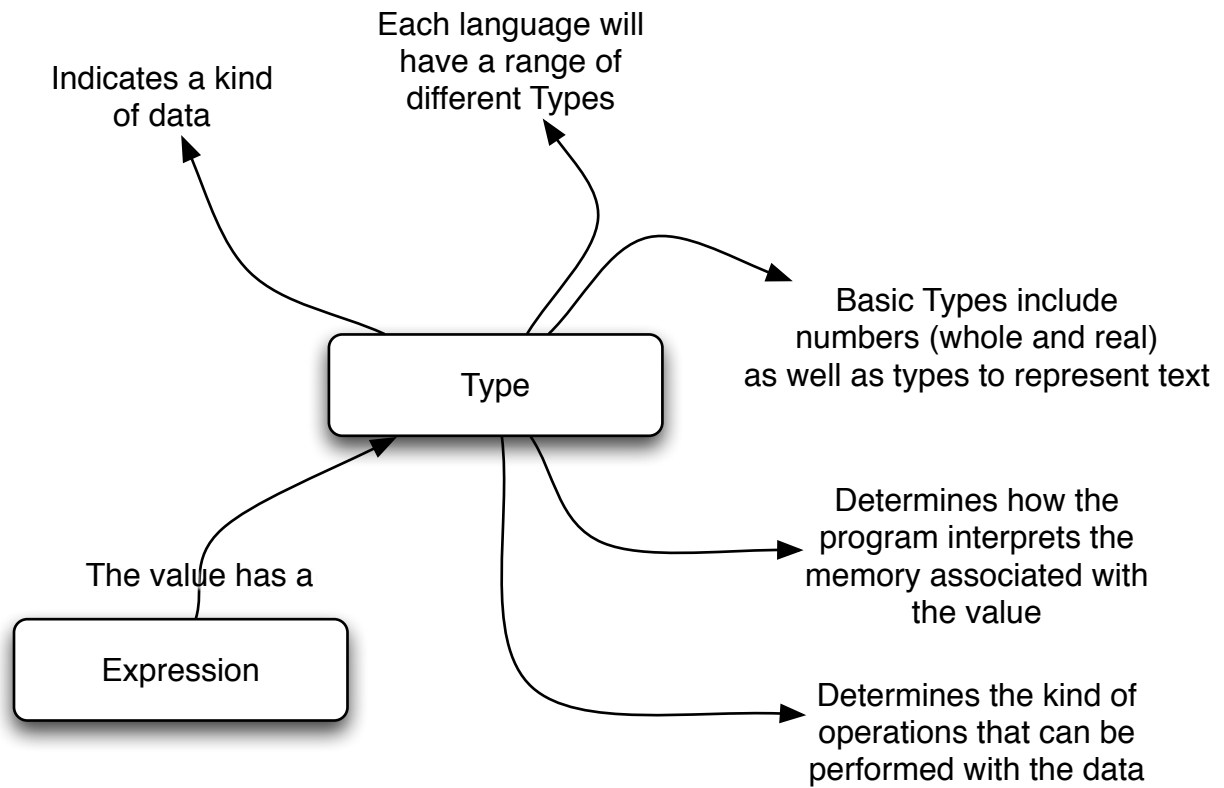 Each language will
have a range of
different Types
Indicates a kind
of data
Basic Types include
numbers (whole and real)
as well as types to represent text
Type
Determines how the
program interprets the
memory associated with
the value
The value has a
Expression
Determines the kind of
operations that can be
performed with the data